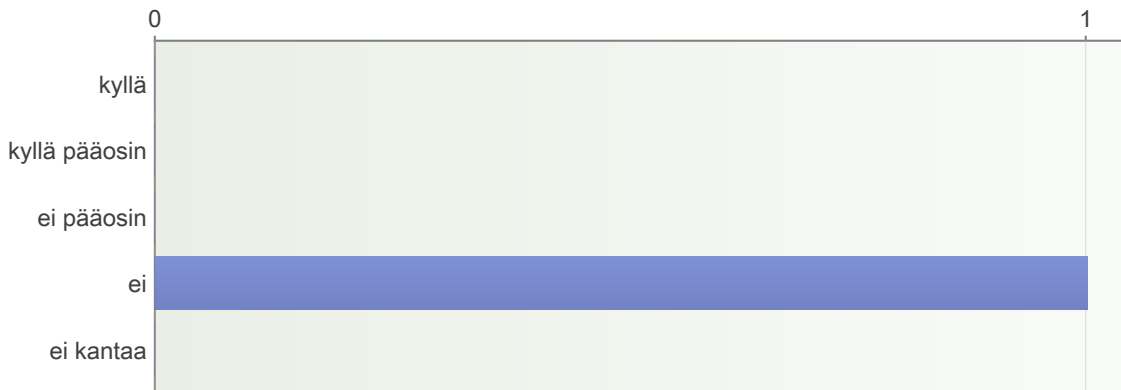 0 1
kyllä
kyllä pääosin
ei pääosin
ei
ei kantaa